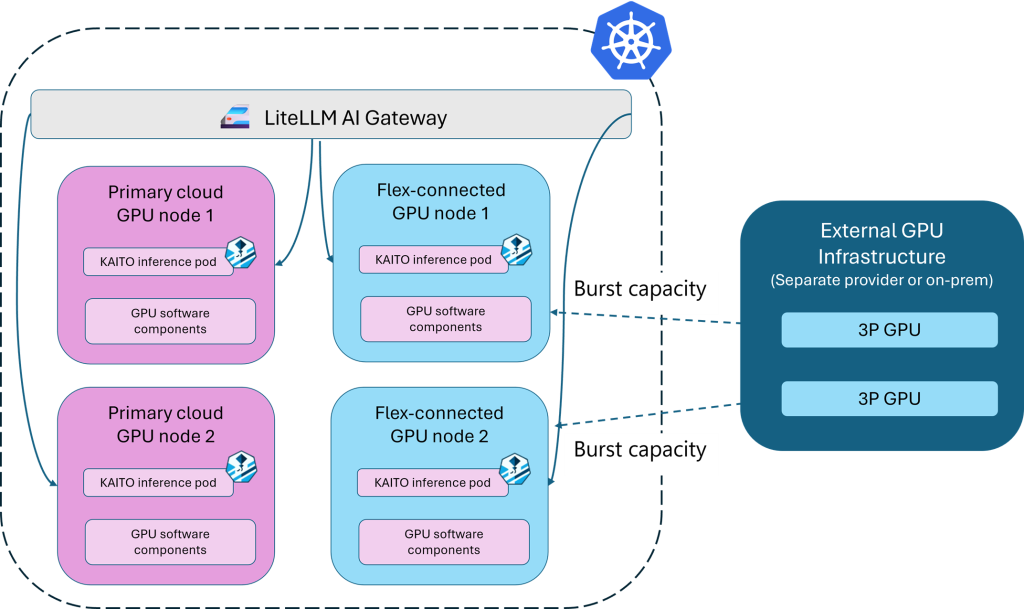 LiteLLM AI Gateway
Primary cloud
GPU node 1
KAITO inference pod
GPU software
components
Flex-connected
GPU node 1
KAITO inference pod
GPU software
components
Burst capacity
External GPU
Infrastructure
(Separate provider or on-prem)
3P GPU
3P GPU
Primary cloud
GPU node 2
KAITO inference pod
GPU software
components
Flex-connected
GPU node 2
KAITO inference pod
GPU software
components
Burst capacity